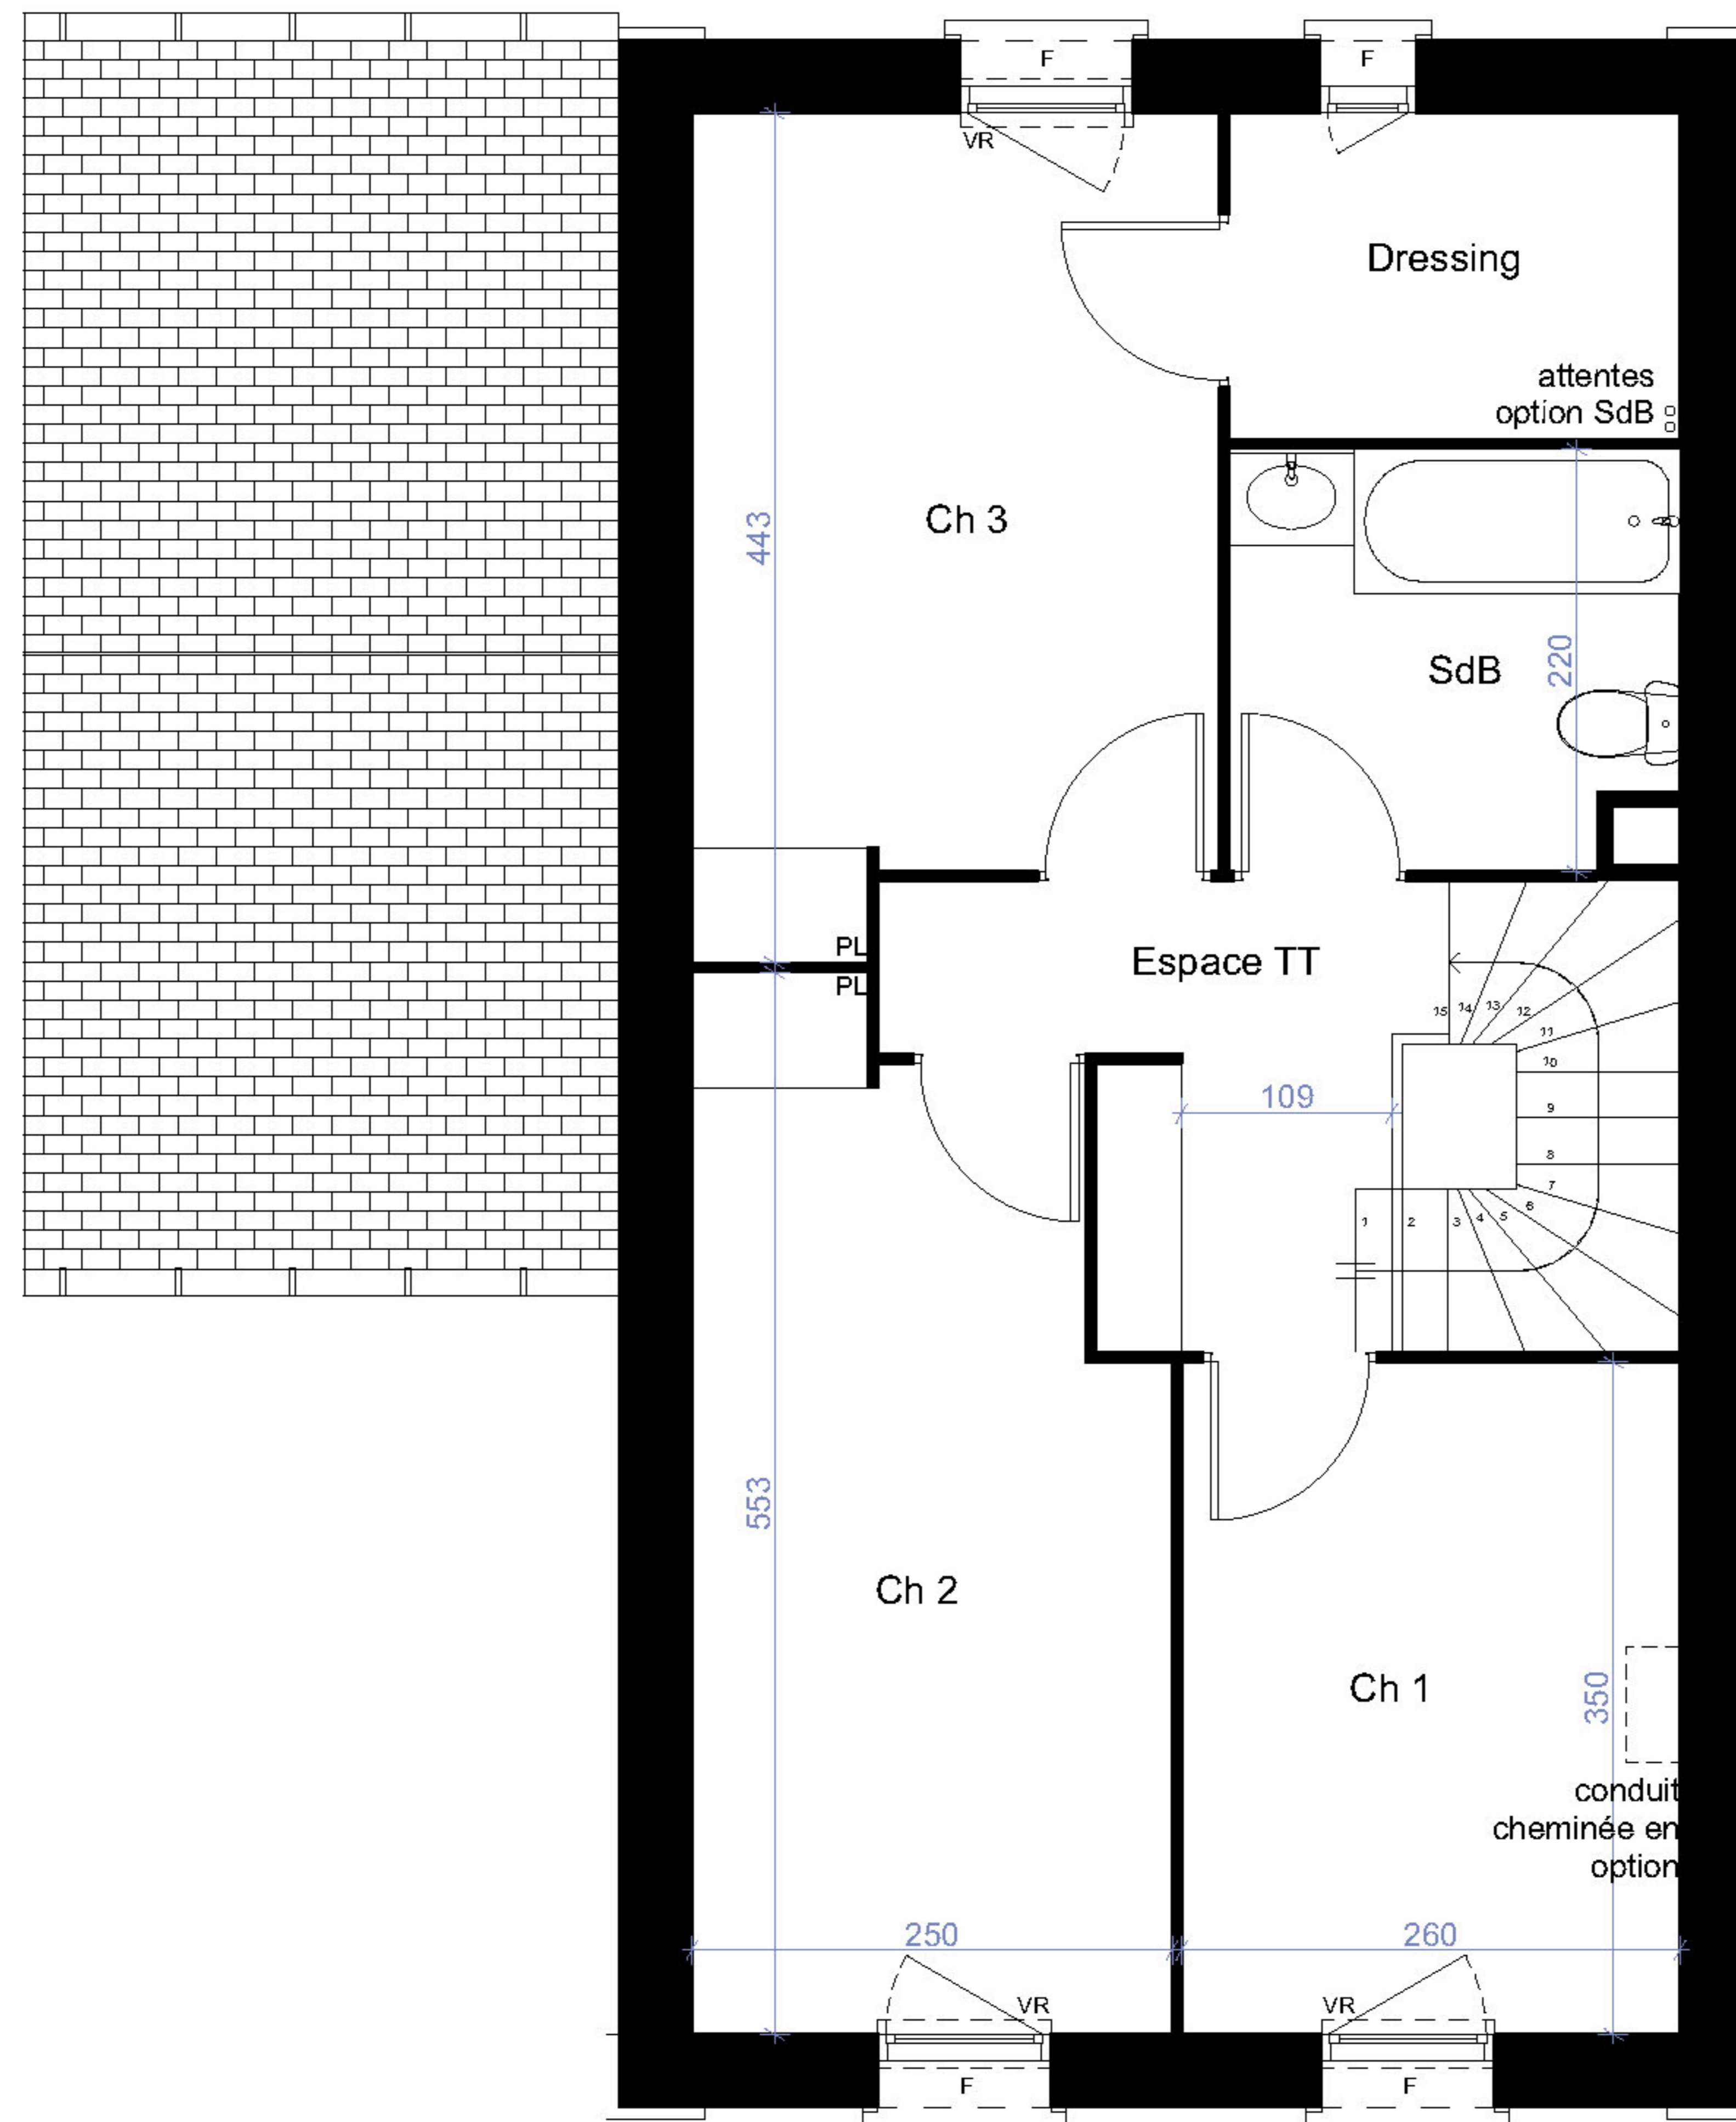 F
F
VR
Dressing
attentes
option SdB
Ch 3
443
SdB
220
PL
PL
Espace TT
15
14
13
12
11
10
9
8
7
6
5
4
3
2
1
109
553
Ch 2
Ch 1
350
conduit
cheminée en
option
250
260
VR
VR
F
F